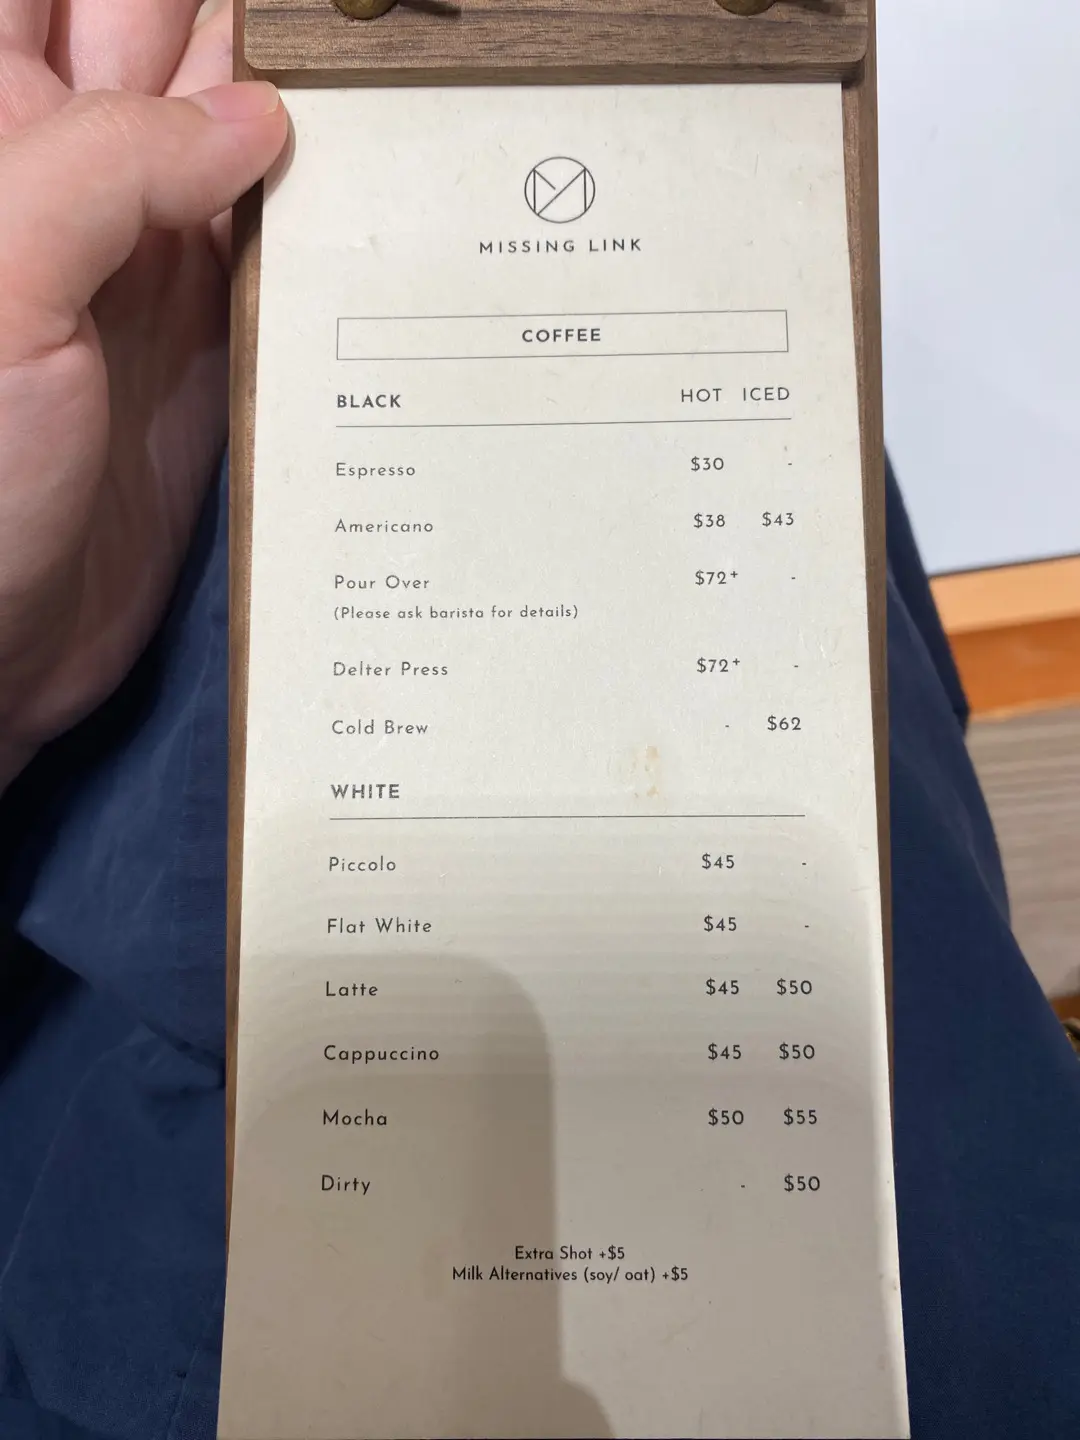 MISSING LINK
COFFEE
BLACK HOT ICED
Espresso $30 -
Americano $38 $43
Pour Over $72+ -
(Please ask barista for details)
Delter Press $72+ -
Cold Brew - $62
WHITE
Piccolo $45 -
Flat White $45 -
Latte $45 $50
Cappuccino $45 $50
Mocha $50 $55
Dirty - $50
Extra Shot +$5
Milk Alternatives (soy/ oat) +$5